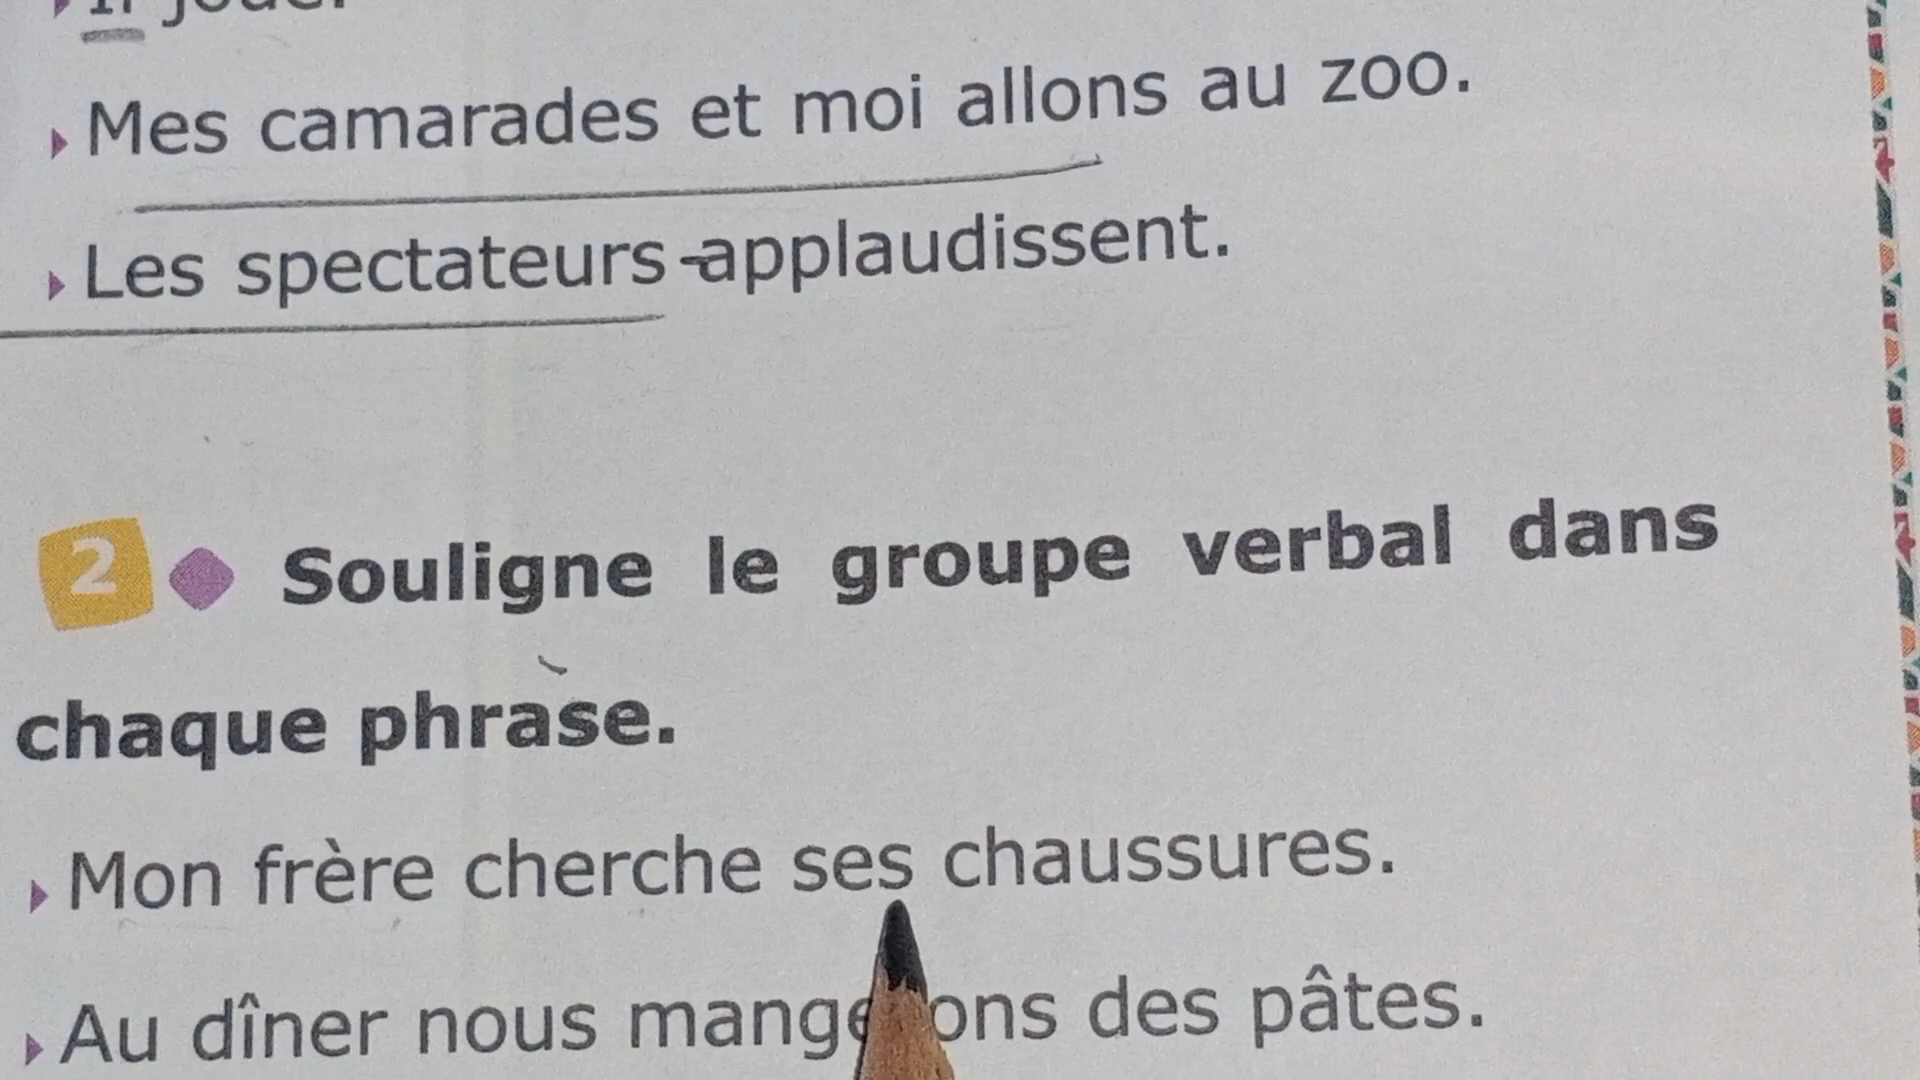 Mes camarades et moi allons au zoo.
Les spectateurs applaudissent.
2 Souligne le groupe verbal dans
chaque phrase.
Mon frère cherche ses chaussures.
Au dîner nous des pâtes.